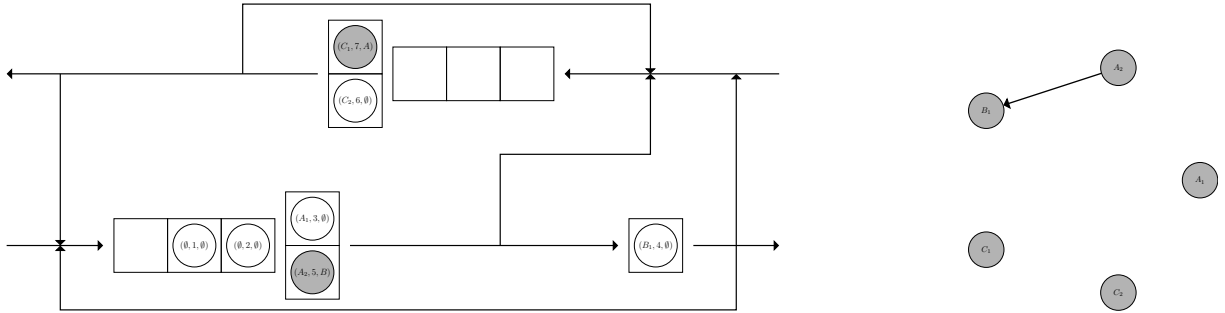 (C₁, 7, A)
(C₂, 6, ∅)
(∅, 1, ∅)
(∅, 2, ∅)
(A₁, 3, ∅)
(A₂, 5, B)
(B₁, 4, ∅)
A₂
B₁
A₁
C₁
C₂